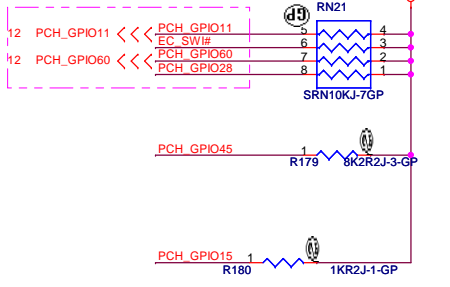 RN21
12 PCH_GPIO11 PCH_GPIO11 5 4
EC_SWI# 6 3
12 PCH_GPIO60 PCH_GPIO60 7 2
PCH_GPIO28 8 1
SRN10KJ-7GP
PCH_GPIO45 1
R179 8K2R2J-3-GP
PCH_GPIO15 1
R180 1KR2J-1-GP